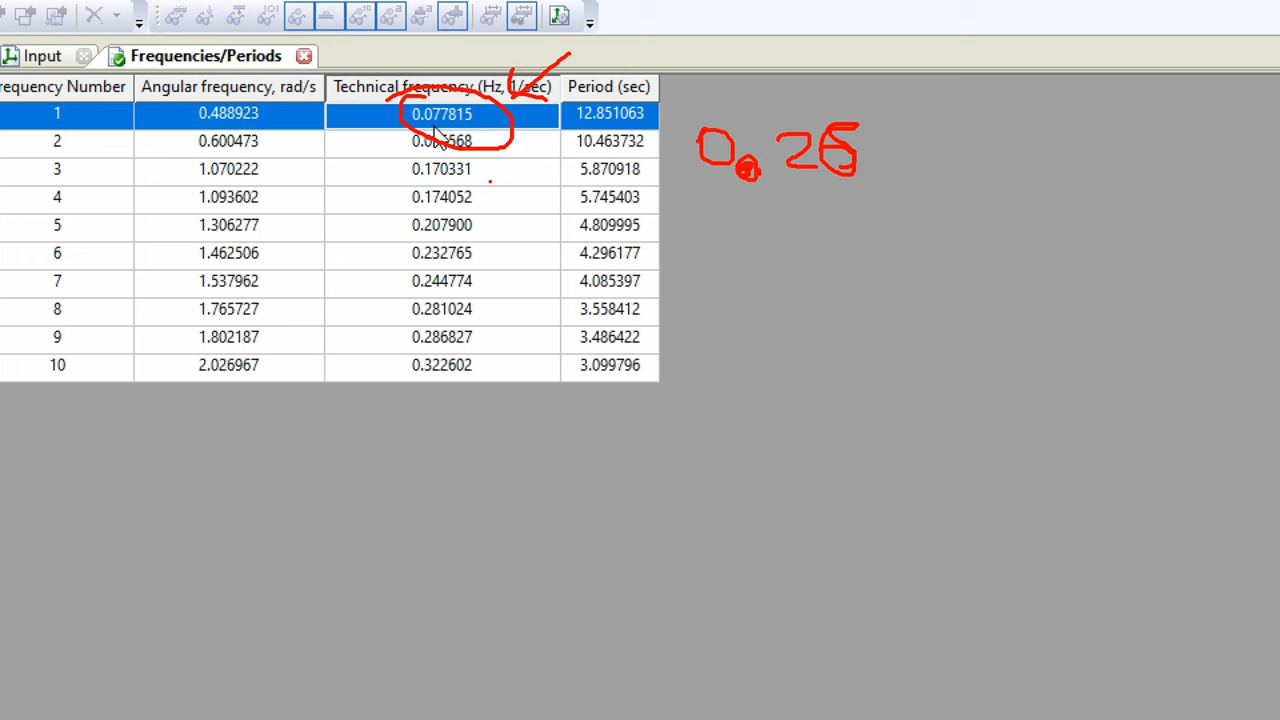 Input Frequencies/Periods
requency Number Angular frequency, rad/s Technical frequency (Hz, 1/sec) Period (sec)
1 0.488923 0.077815 12.851063
2 0.600473 10.463732
3 1.070222 0.170331 5.870918
4 1.093602 0.174052 5.745403
5 1.306277 0.207900 4.809995
6 1.462506 0.232765 4.296177
7 1.537962 0.244774 4.085397
8 1.765727 0.281024 3.558412
9 1.802187 0.286827 3.486422
10 2.026967 0.322602 3.099796